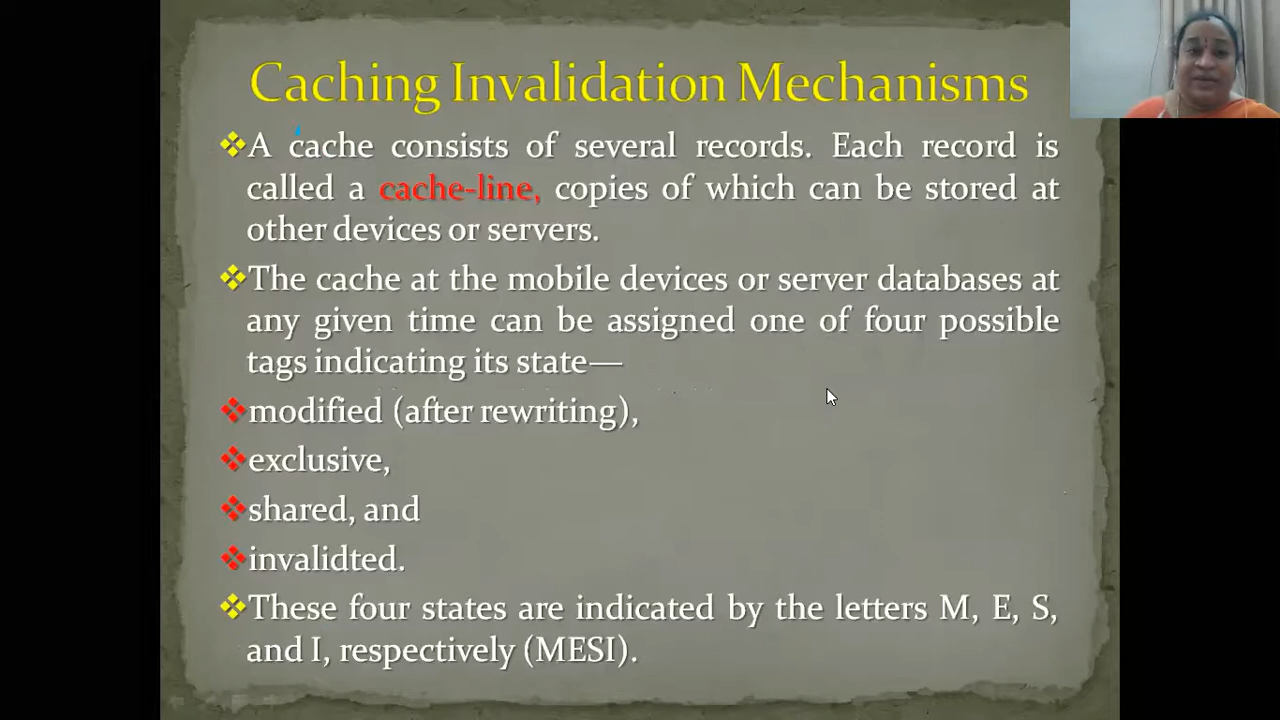 Caching Invalidation Mechanisms
A cache consists of several records. Each record is
called a cache-line, copies of which can be stored at
other devices or servers.
The cache at the mobile devices or server databases at
any given time can be assigned one of four possible
tags indicating its state—
modified (after rewriting),
exclusive,
shared, and
invalidted.
These four states are indicated by the letters M, E, S,
and I, respectively (MESI).